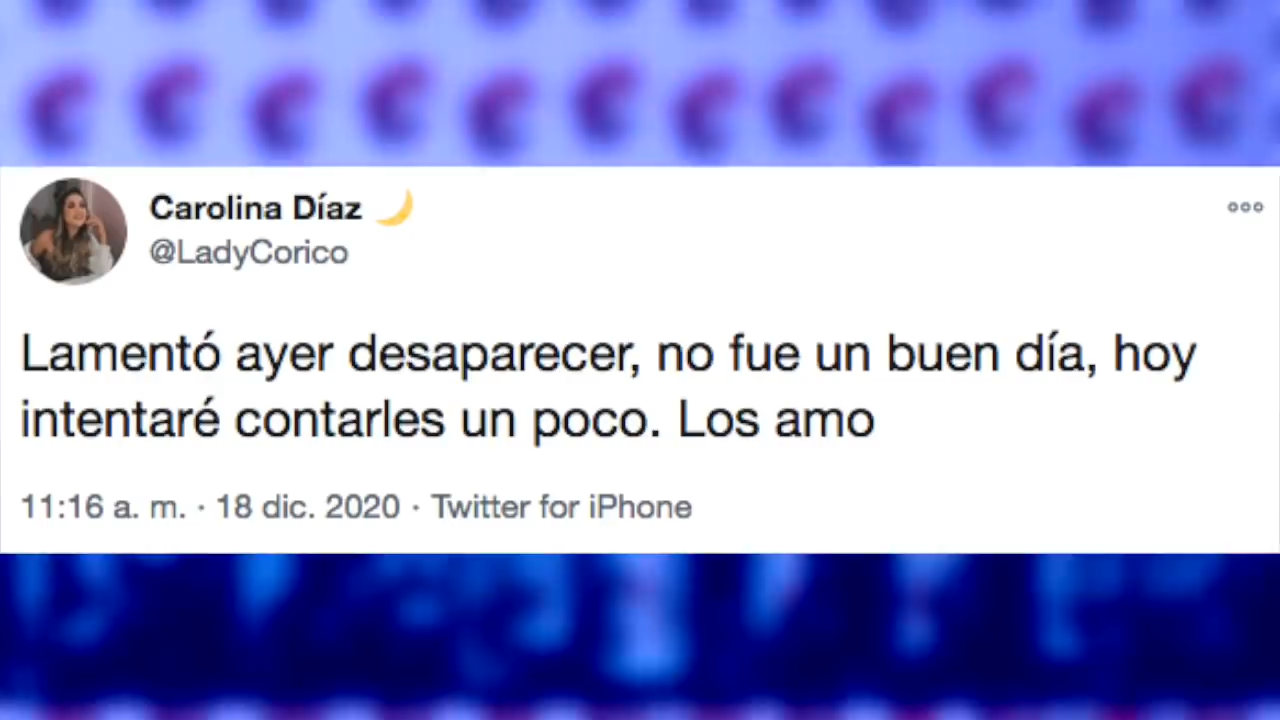 Carolina Díaz 🌙
@LadyCorico
Lamentó ayer desaparecer, no fue un buen día, hoy
intentaré contarles un poco. Los amo
11:16 a. m. · 18 dic. 2020 · Twitter for iPhone